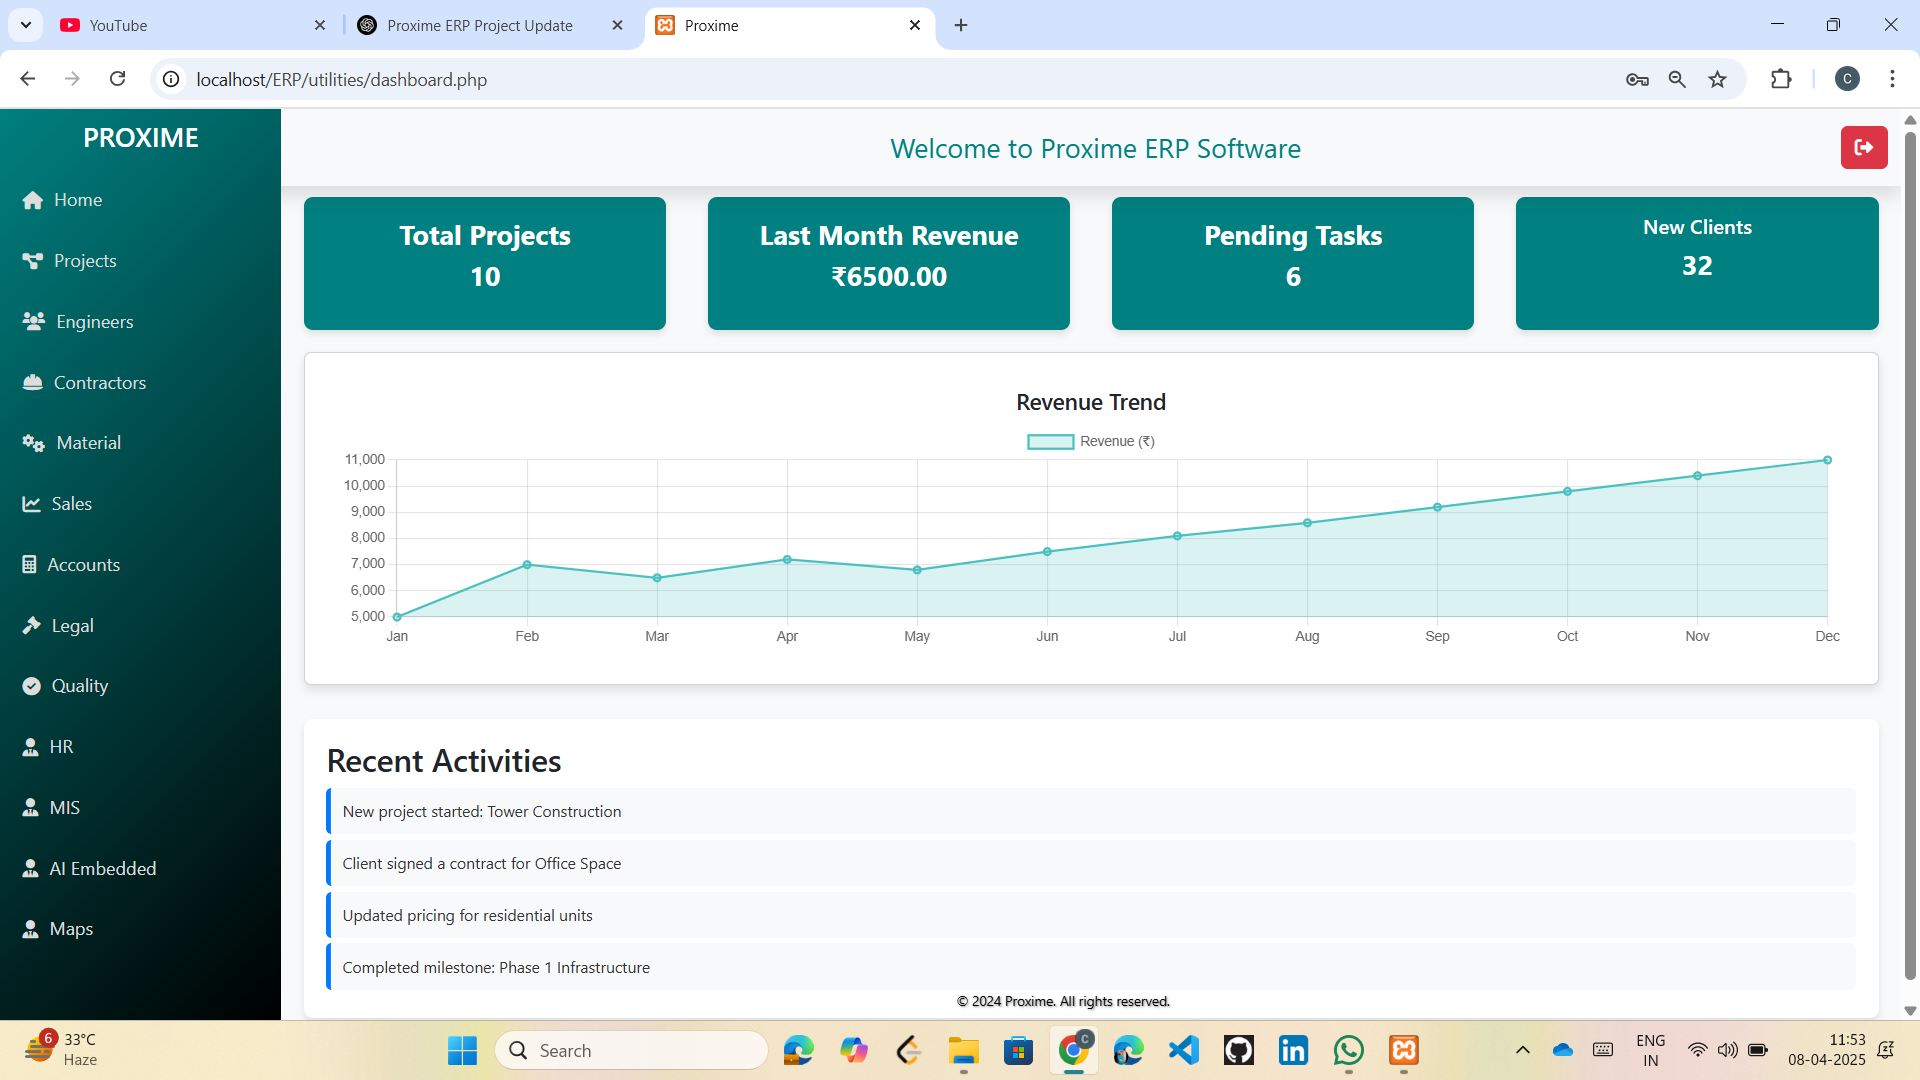 YouTube
Proxime ERP Project Update
Proxime
localhost/ERP/utilities/dashboard.php
C
PROXIME
Home
Projects
Engineers
Contractors
Material
Sales
Accounts
Legal
Quality
HR
MIS
AI Embedded
Maps
Welcome to Proxime ERP Software
Total Projects
10
Last Month Revenue
₹6500.00
Pending Tasks
6
New Clients
32
Revenue Trend
Revenue (₹)
11,000
10,000
9,000
8,000
7,000
6,000
5,000
Jan Feb Mar Apr May Jun Jul Aug Sep Oct Nov Dec
Recent Activities
New project started: Tower Construction
Client signed a contract for Office Space
Updated pricing for residential units
Completed milestone: Phase 1 Infrastructure
© 2024 Proxime. All rights reserved.
6
33°C
Haze
Search
C
in
ENG
IN
11:53
08-04-2025